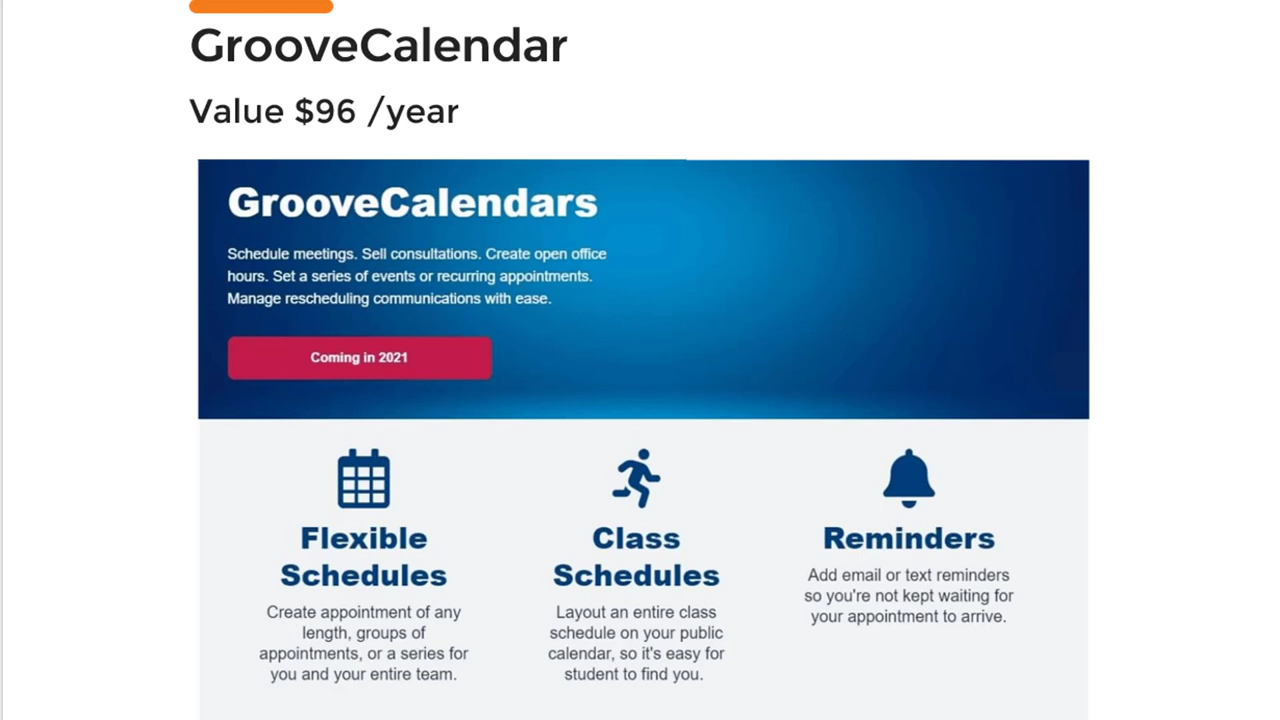 GrooveCalendar
Value $96 /year
GrooveCalendars
Schedule meetings. Sell consultations. Create open office
hours. Set a series of events or recurring appointments.
Manage rescheduling communications with ease.
Coming in 2021
Flexible
Schedules
Create appointment of any
length, groups of
appointments, or a series for
you and your entire team.
Class
Schedules
Layout an entire class
schedule on your public
calendar, so it's easy for
student to find you.
Reminders
Add email or text reminders
so you're not kept waiting for
your appointment to arrive.